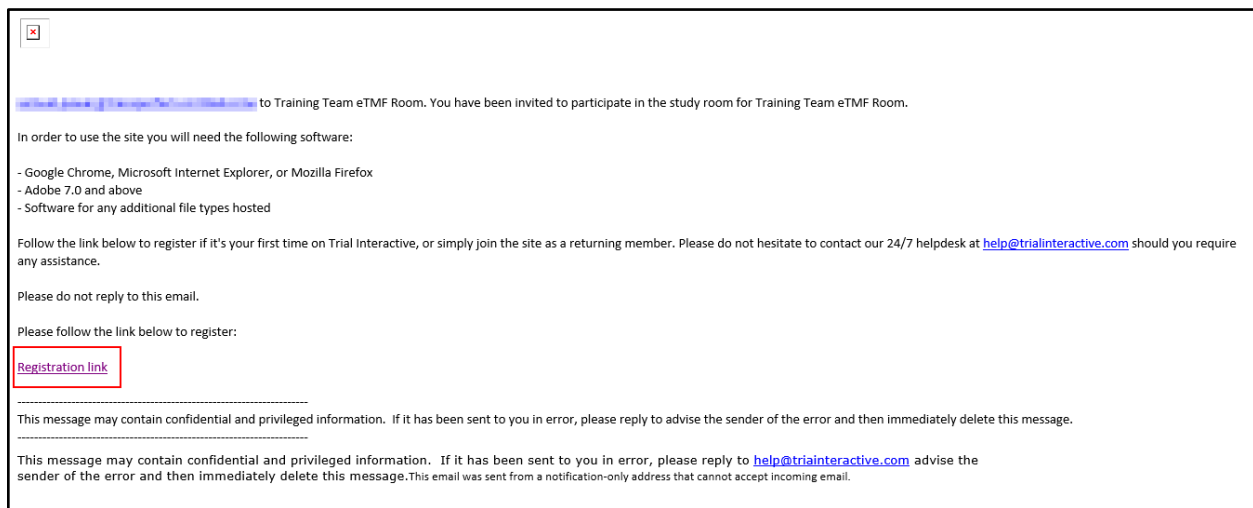 to Training Team eTMF Room. You have been invited to participate in the study room for Training Team eTMF Room.
In order to use the site you will need the following software:
- Google Chrome, Microsoft Internet Explorer, or Mozilla Firefox
- Adobe 7.0 and above
- Software for any additional file types hosted
Follow the link below to register if it's your first time on Trial Interactive, or simply join the site as a returning member. Please do not hesitate to contact our 24/7 helpdesk at help@trialinteractive.com should you require
any assistance.
Please do not reply to this email.
Please follow the link below to register:
Registration link
----------------------------------------------------------------------
This message may contain confidential and privileged information.  If it has been sent to you in error, please reply to advise the sender of the error and then immediately delete this message.
----------------------------------------------------------------------
This message may contain confidential and privileged information.  If it has been sent to you in error, please reply to help@triainteractive.com advise the
sender of the error and then immediately delete this message.This email was sent from a notification-only address that cannot accept incoming email.